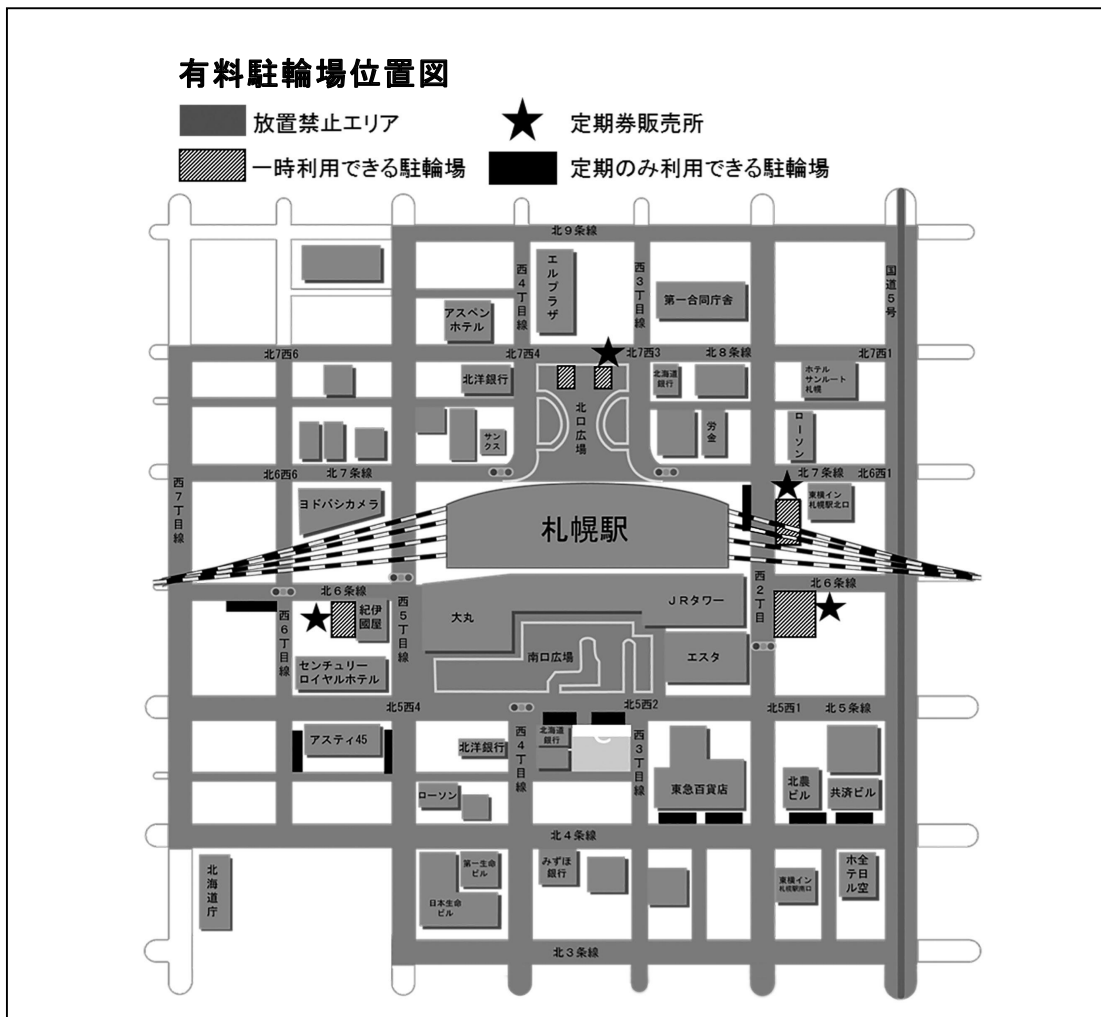 有料駐輪場位置図
放置禁止エリア
定期券販売所
一時利用できる駐輪場
定期のみ利用できる駐輪場
北9条線
西4丁目線
エルプラザ
西3丁目線
国道5号
第一合同庁舎
アスペン
ホテル
北7西6
北7西4
北7西3
北8条線
北7西1
北洋銀行
北海道
銀行
ホテル
サンルート
札幌
北口広場
サン
クス
労金
ローソン
北6西6
北7条線
北7条線
北6西1
西7丁目線
ヨドバシカメラ
札幌駅
東横イン
札幌駅北口
北6条線
西2丁目
北6条線
紀伊
國屋
西6丁目線
西5丁目線
大丸
JRタワー
センチュリー
ロイヤルホテル
南口広場
エスタ
北5西4
北5西2
北5西1
北5条線
アスティ45
北洋銀行
西4丁目線
北海道
銀行
西3丁目線
ローソン
東急百貨店
北農
ビル
共済ビル
北4条線
北海道庁
第一生命
ビル
日本生命
ビル
みずほ
銀行
東横イン
札幌駅南口
ホ全
テ日
ル空
北3条線